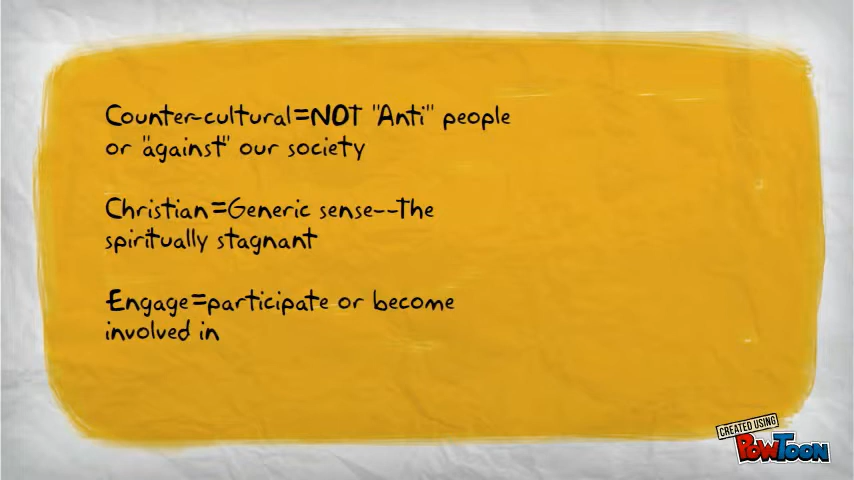 Counter-cultural=NOT "Anti" people
or "against" our society
Christian=Generic sense--The
spiritually stagnant
Engage=participate or become
involved in
CREATED USING
POWTOON